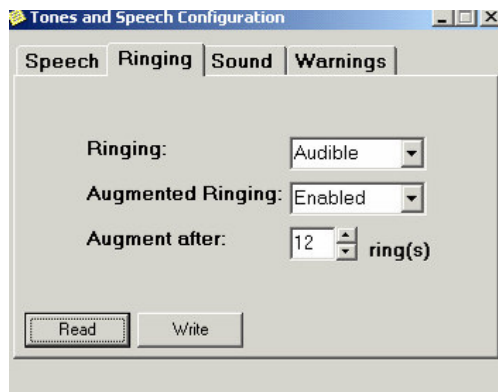 Tones and Speech Configuration
Speech Ringing Sound Warnings
Ringing: Audible
Augmented Ringing: Enabled
Augment after: 12 ring(s)
Read Write